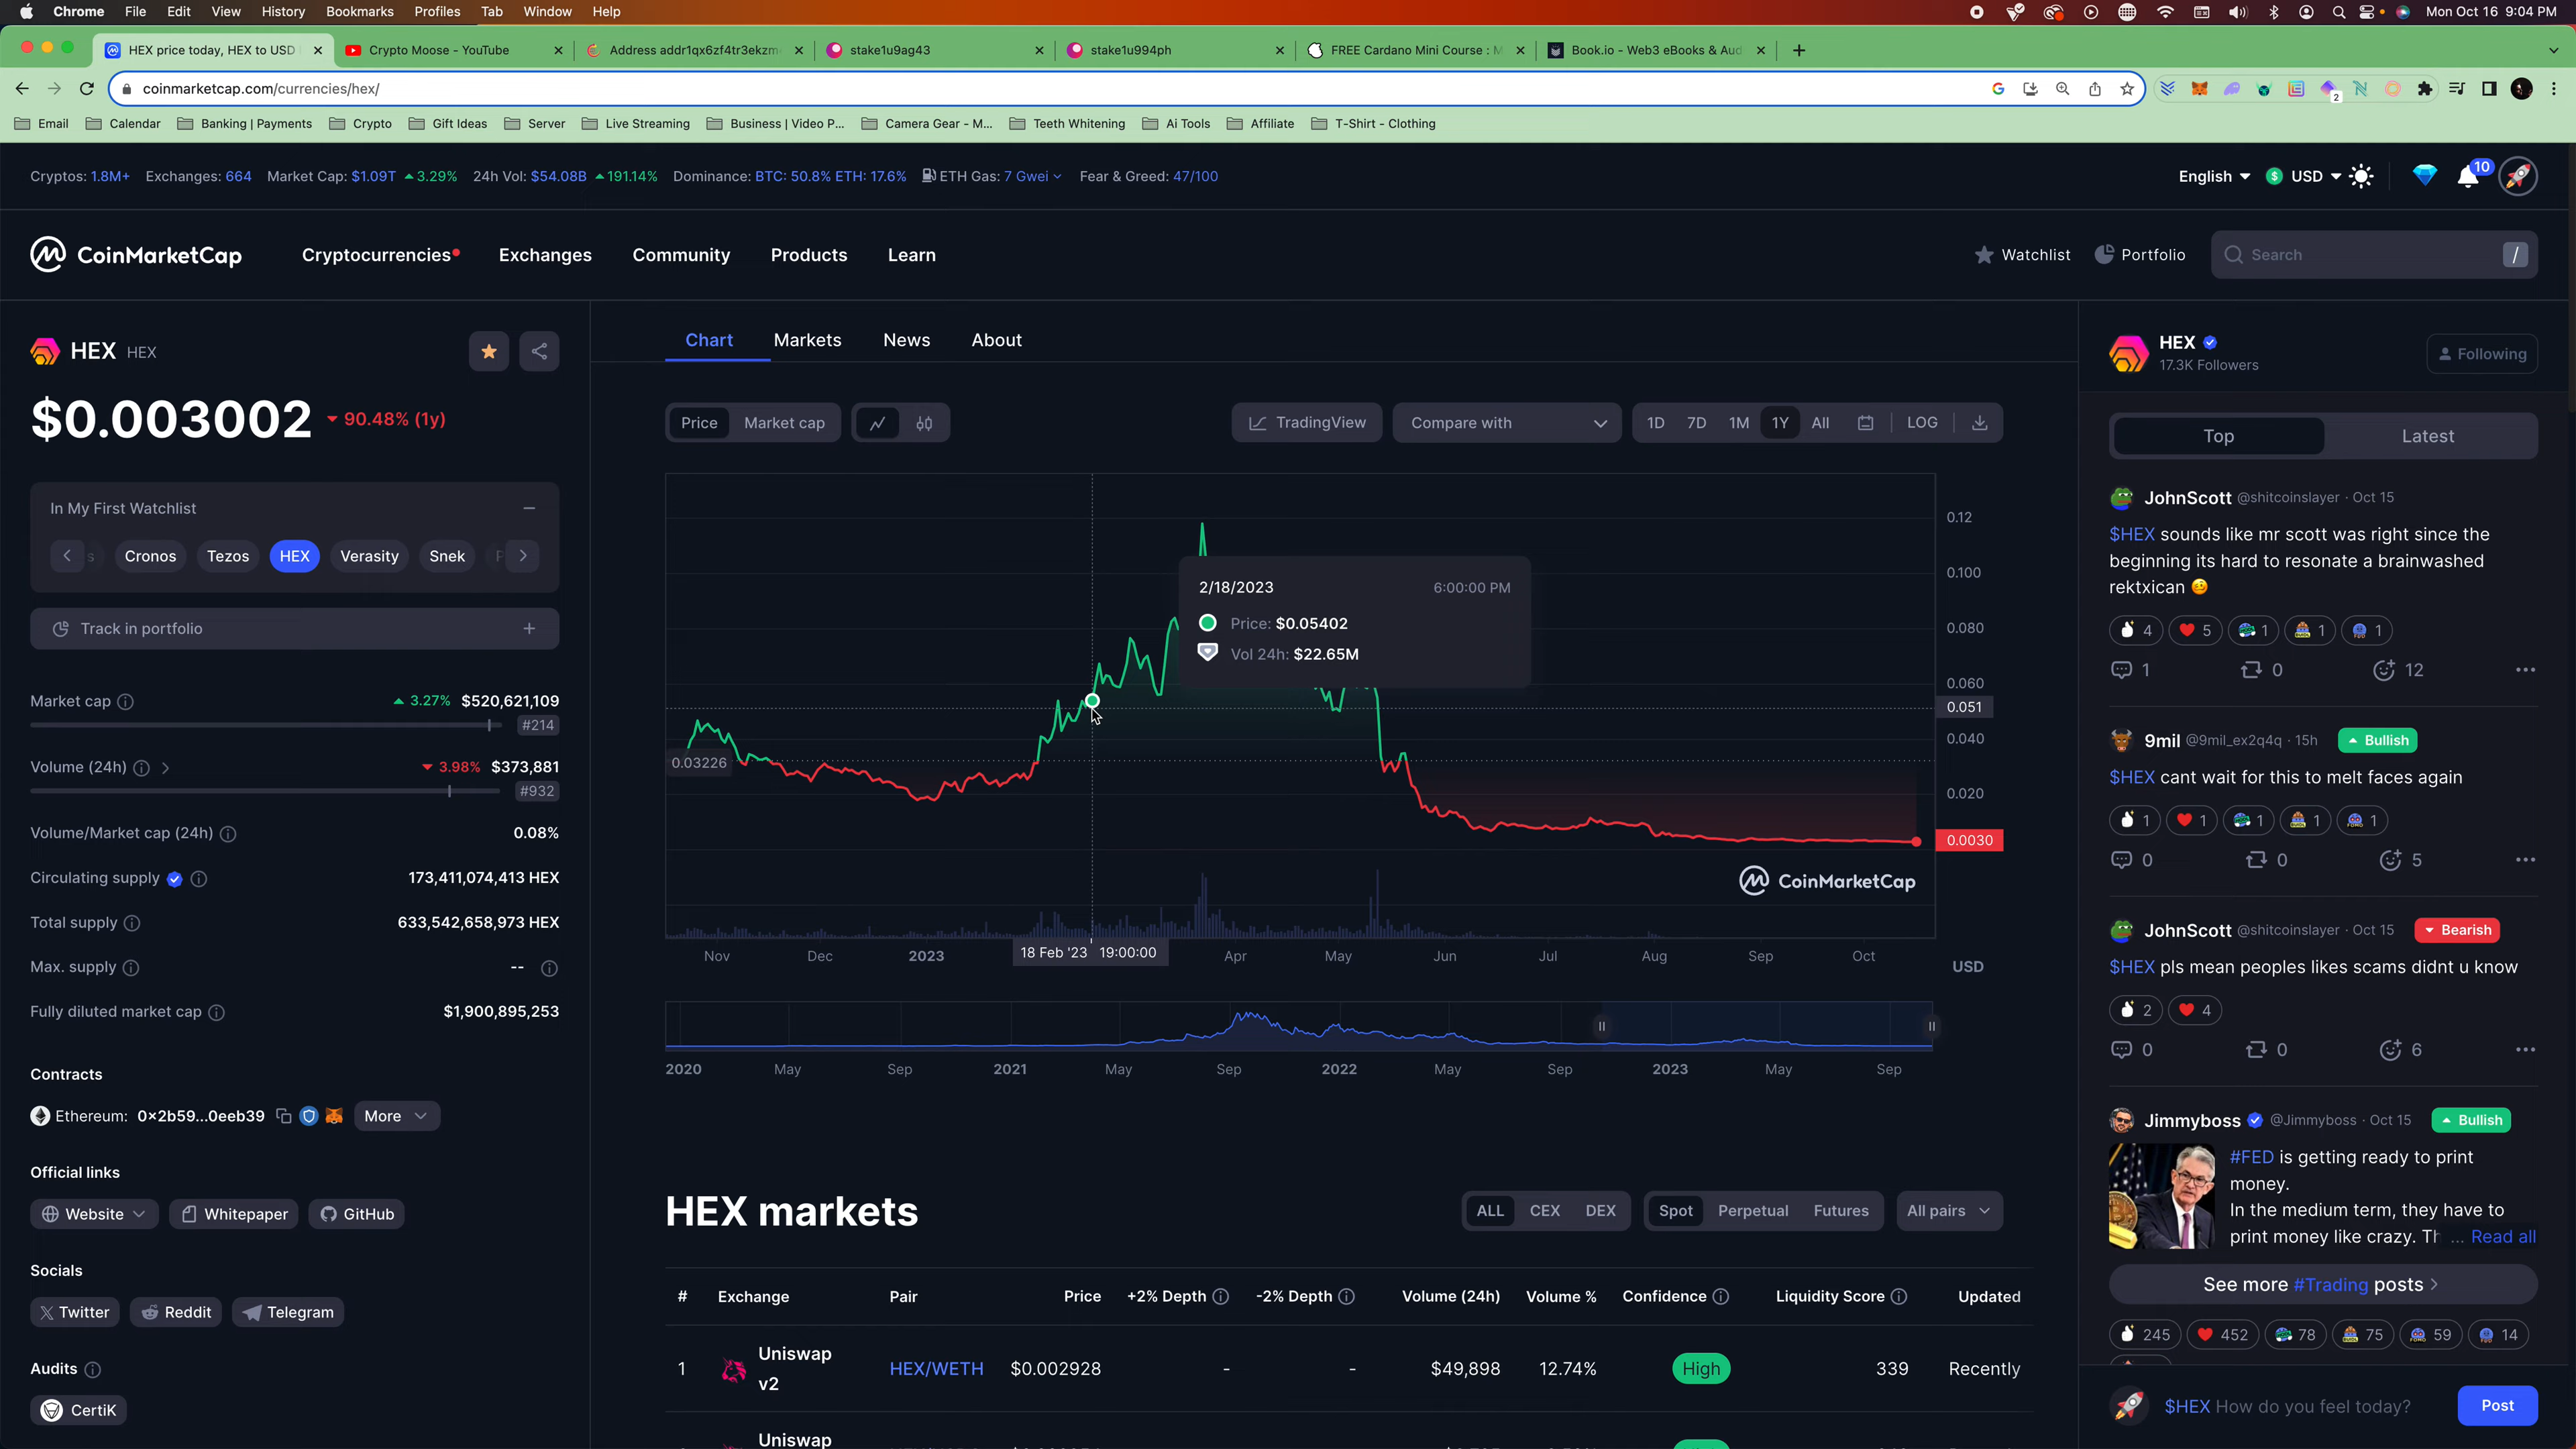 Chrome File Edit View History Bookmarks Profiles Tab Window Help Mon Oct 16 9:04 PM
HEX price today, HEX to USD Crypto Moose - YouTube Address addr1qx6zf4tr3ekzm stake1u9ag43 stake1u994ph FREE Cardano Mini Course : M Book.io - Web3 eBooks & Aud
coinmarketcap.com/currencies/hex/ 2
Email Calendar Banking | Payments Crypto Gift Ideas Server Live Streaming Business | Video P... Camera Gear - M... Teeth Whitening Ai Tools Affiliate T-Shirt - Clothing
Cryptos: 1.8M+ Exchanges: 664 Market Cap: $1.09T 3.29% 24h Vol: $54.08B 191.14% Dominance: BTC: 50.8% ETH: 17.6% ETH Gas: 7 Gwei Fear & Greed: 47/100 English USD 10
CoinMarketCap Cryptocurrencies Exchanges Community Products Learn Watchlist Portfolio Search /
HEX HEX
$0.003002 90.48% (1y)
In My First Watchlist
s Cronos Tezos HEX Verasity Snek
Track in portfolio +
Market cap 3.27% $520,621,109
#214
Volume (24h) 3.98% $373,881
#932
Volume/Market cap (24h) 0.08%
Circulating supply 173,411,074,413 HEX
Total supply 633,542,658,973 HEX
Max. supply --
Fully diluted market cap $1,900,895,253
Contracts
Ethereum: 0x2b59...0eeb39 More
Official links
Website Whitepaper GitHub
Socials
Twitter Reddit Telegram
Audits
CertiK
Chart Markets News About
Price Market cap TradingView Compare with 1D 7D 1M 1Y All LOG
0.12
0.100
0.080
0.060
0.051
0.040
0.020
0.0030
0.03226
2/18/2023 6:00:00 PM
Price: $0.05402
Vol 24h: $22.65M
CoinMarketCap
Nov Dec 2023 18 Feb '23 19:00:00 Apr May Jun Jul Aug Sep Oct
USD
2020 May Sep 2021 May Sep 2022 May Sep 2023 May Sep
HEX markets ALL CEX DEX Spot Perpetual Futures All pairs
# Exchange Pair Price +2% Depth -2% Depth Volume (24h) Volume % Confidence Liquidity Score Updated
1 Uniswap v2 HEX/WETH $0.002928 - - $49,898 12.74% High 339 Recently
Uniswap
HEX
17.3K Followers
Following
Top Latest
JohnScott @shitcoinslayer · Oct 15
$HEX sounds like mr scott was right since the
beginning its hard to resonate a brainwashed
rektxican
4 5 1 1 1
1 0 12
9mil @9mil_ex2q4q · 15h Bullish
$HEX cant wait for this to melt faces again
1 1 1 1 1
0 0 5
JohnScott @shitcoinslayer · Oct 15 Bearish
$HEX pls mean peoples likes scams didnt u know
2 4
0 0 6
Jimmyboss @Jimmyboss · Oct 15 Bullish
#FED is getting ready to print
money.
In the medium term, they have to
print money like crazy. Th ... Read all
See more #Trading posts
245 452 78 75 59 14
$HEX How do you feel today? Post